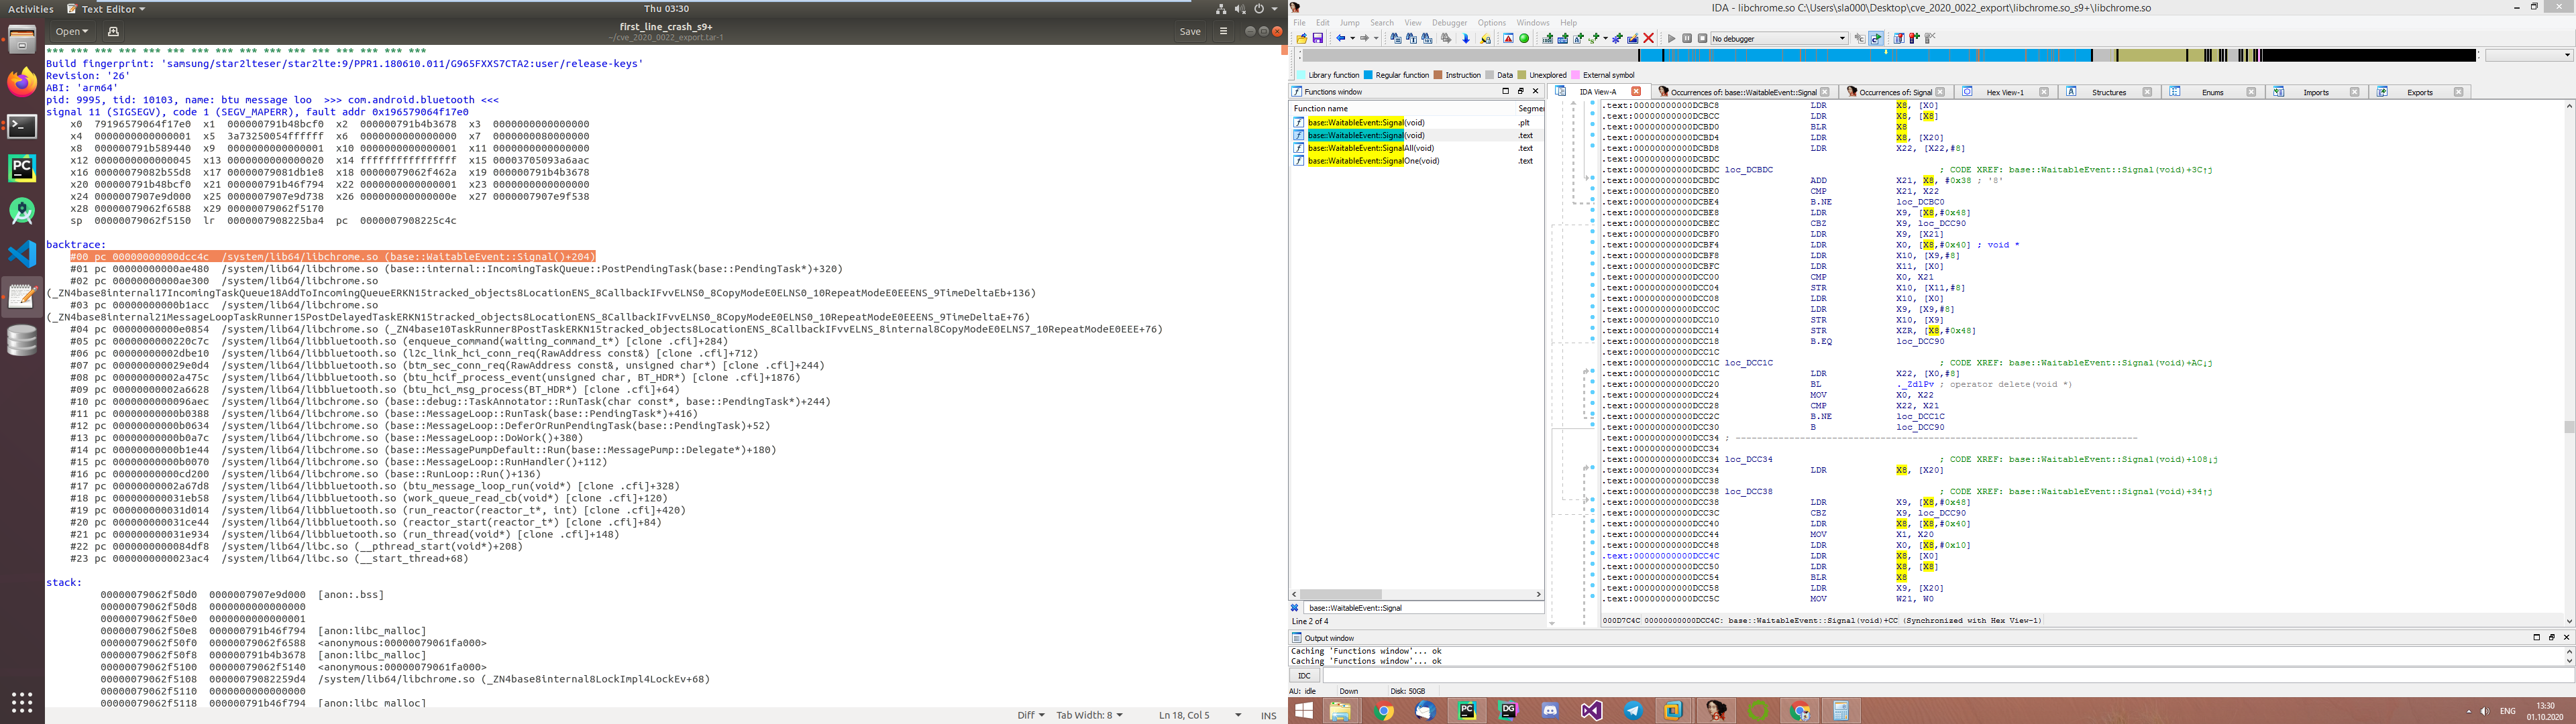 Activities Text Editor Thu 03:30
Open first_line_crash_s9+ Save
~/cve_2020_0022_export.tar-1
*** *** *** *** *** *** *** *** *** *** *** *** *** *** *** ***
Build fingerprint: 'samsung/star2lteser/star2lte:9/PPR1.180610.011/G965FXXS7CTA2:user/release-keys'
Revision: '26'
ABI: 'arm64'
pid: 9995, tid: 10103, name: btu message loo >>> com.android.bluetooth <<<
signal 11 (SIGSEGV), code 1 (SEGV_MAPERR), fault addr 0x196579064f17e0
x0 79196579064f17e0 x1 000000791b48bcf0 x2 000000791b4b3678 x3 0000000000000000
x4 0000000000000001 x5 3a73250054ffffff x6 0000000000000000 x7 0000000080000000
x8 000000791b589440 x9 0000000000000001 x10 0000000000000001 x11 0000000000000000
x12 0000000000000045 x13 0000000000000020 x14 ffffffffffffffff x15 00003705093a6aac
x16 00000079082b55d8 x17 00000079081db1e8 x18 00000079062f462a x19 000000791b4b3678
x20 000000791b48bcf0 x21 000000791b46f794 x22 0000000000000001 x23 0000000000000000
x24 0000007907e9d000 x25 0000007907e9d738 x26 000000000000000e x27 0000007907e9f538
x28 00000079062f6588 x29 00000079062f5170
sp 00000079062f5150 lr 0000007908225ba4 pc 0000007908225c4c
backtrace:
#00 pc 00000000000dcc4c /system/lib64/libchrome.so (base::WaitableEvent::Signal()+204)
#01 pc 00000000000ae480 /system/lib64/libchrome.so (base::internal::IncomingTaskQueue::PostPendingTask(base::PendingTask*)+320)
#02 pc 00000000000ae300 /system/lib64/libchrome.so
(_ZN4base8internal17IncomingTaskQueue18AddToIncomingQueueERKN15tracked_objects8LocationENS_8CallbackIFvvELNS0_8CopyModeE0ELNS0_10RepeatModeE0EEENS_9TimeDeltaEb+136)
#03 pc 00000000000b1acc /system/lib64/libchrome.so
(_ZN4base8internal21MessageLoopTaskRunner15PostDelayedTaskERKN15tracked_objects8LocationENS_8CallbackIFvvELNS0_8CopyModeE0ELNS0_10RepeatModeE0EEENS_9TimeDeltaE+76)
#04 pc 00000000000e0854 /system/lib64/libchrome.so (_ZN4base10TaskRunner8PostTaskERKN15tracked_objects8LocationENS_8CallbackIFvvELNS_8internal8CopyModeE0ELNS7_10RepeatModeE0EEE+76)
#05 pc 0000000000220c7c /system/lib64/libbluetooth.so (enqueue_command(waiting_command_t*) [clone .cfi]+284)
#06 pc 00000000002dbe10 /system/lib64/libbluetooth.so (l2c_link_hci_conn_req(RawAddress const&) [clone .cfi]+712)
#07 pc 000000000029e0d4 /system/lib64/libbluetooth.so (btm_sec_conn_req(RawAddress const&, unsigned char*) [clone .cfi]+244)
#08 pc 00000000002a475c /system/lib64/libbluetooth.so (btu_hcif_process_event(unsigned char, BT_HDR*) [clone .cfi]+1876)
#09 pc 00000000002a6628 /system/lib64/libbluetooth.so (btu_hci_msg_process(BT_HDR*) [clone .cfi]+64)
#10 pc 0000000000096aec /system/lib64/libchrome.so (base::debug::TaskAnnotator::RunTask(char const*, base::PendingTask*)+244)
#11 pc 00000000000b0388 /system/lib64/libchrome.so (base::MessageLoop::RunTask(base::PendingTask*)+416)
#12 pc 00000000000b0634 /system/lib64/libchrome.so (base::MessageLoop::DeferOrRunPendingTask(base::PendingTask)+52)
#13 pc 00000000000b0a7c /system/lib64/libchrome.so (base::MessageLoop::DoWork()+380)
#14 pc 00000000000b1e44 /system/lib64/libchrome.so (base::MessagePumpDefault::Run(base::MessagePump::Delegate*)+180)
#15 pc 00000000000b0070 /system/lib64/libchrome.so (base::MessageLoop::RunHandler()+112)
#16 pc 00000000000cd200 /system/lib64/libchrome.so (base::RunLoop::Run()+136)
#17 pc 00000000002a67d8 /system/lib64/libbluetooth.so (btu_message_loop_run(void*) [clone .cfi]+328)
#18 pc 000000000031eb58 /system/lib64/libbluetooth.so (work_queue_read_cb(void*) [clone .cfi]+120)
#19 pc 000000000031d014 /system/lib64/libbluetooth.so (run_reactor(reactor_t*, int) [clone .cfi]+420)
#20 pc 000000000031ce44 /system/lib64/libbluetooth.so (reactor_start(reactor_t*) [clone .cfi]+84)
#21 pc 000000000031e934 /system/lib64/libbluetooth.so (run_thread(void*) [clone .cfi]+148)
#22 pc 0000000000084df8 /system/lib64/libc.so (__pthread_start(void*)+208)
#23 pc 0000000000023ac4 /system/lib64/libc.so (__start_thread+68)
stack:
00000079062f50d0 0000007907e9d000 [anon:.bss]
00000079062f50d8 0000000000000000
00000079062f50e0 0000000000000001
00000079062f50e8 000000791b46f794 [anon:libc_malloc]
00000079062f50f0 00000079062f6588 <anonymous:00000079061fa000>
00000079062f50f8 000000791b4b3678 [anon:libc_malloc]
00000079062f5100 00000079062f5140 <anonymous:00000079061fa000>
00000079062f5108 00000079082259d4 /system/lib64/libchrome.so (_ZN4base8internal8LockImpl4LockEv+68)
00000079062f5110 0000000000000000
00000079062f5118 000000791b46f794 [anon:libc malloc]
Diff Tab Width: 8 Ln 18, Col 5 INS
IDA - libchrome.so C:\Users\sla000\Desktop\cve_2020_0022_export\libchrome.so_s9+\libchrome.so
File Edit Jump Search View Debugger Options Windows Help
No debugger
Library function Regular function Instruction Data Unexplored External symbol
Functions window
Function name Segmen
base::WaitableEvent::Signal(void) .plt
base::WaitableEvent::Signal(void) .text
base::WaitableEvent::SignalAll(void) .text
base::WaitableEvent::SignalOne(void) .text
base::WaitableEvent::Signal
Line 2 of 4
IDA View-A Occurrences of: base::WaitableEvent::Signal Occurrences of: Signal Hex View-1 Structures Enums Imports Exports
.text:00000000000DCBC8 LDR X8, [X0]
.text:00000000000DCBCC LDR X8, [X8]
.text:00000000000DCBD0 BLR X8
.text:00000000000DCBD4 LDR X8, [X20]
.text:00000000000DCBD8 LDR X22, [X22,#8]
.text:00000000000DCBDC
.text:00000000000DCBDC loc_DCBDC ; CODE XREF: base::WaitableEvent::Signal(void)+3C↑j
.text:00000000000DCBDC ADD X21, X8, #0x38 ; '8'
.text:00000000000DCBE0 CMP X21, X22
.text:00000000000DCBE4 B.NE loc_DCBC0
.text:00000000000DCBE8 LDR X9, [X8,#0x48]
.text:00000000000DCBEC CBZ X9, loc_DCC90
.text:00000000000DCBF0 LDR X9, [X21]
.text:00000000000DCBF4 LDR X0, [X8,#0x40] ; void *
.text:00000000000DCBF8 LDR X10, [X9,#8]
.text:00000000000DCBFC LDR X11, [X0]
.text:00000000000DCC00 CMP X0, X21
.text:00000000000DCC04 STR X10, [X11,#8]
.text:00000000000DCC08 LDR X10, [X0]
.text:00000000000DCC0C LDR X9, [X9,#8]
.text:00000000000DCC10 STR X10, [X9]
.text:00000000000DCC14 STR XZR, [X8,#0x48]
.text:00000000000DCC18 B.EQ loc_DCC90
.text:00000000000DCC1C
.text:00000000000DCC1C loc_DCC1C ; CODE XREF: base::WaitableEvent::Signal(void)+AC↓j
.text:00000000000DCC1C LDR X22, [X0,#8]
.text:00000000000DCC20 BL ._ZdlPv ; operator delete(void *)
.text:00000000000DCC24 MOV X0, X22
.text:00000000000DCC28 CMP X22, X21
.text:00000000000DCC2C B.NE loc_DCC1C
.text:00000000000DCC30 B loc_DCC90
.text:00000000000DCC34 ; ---------------------------------------------------------------------------
.text:00000000000DCC34
.text:00000000000DCC34 loc_DCC34 ; CODE XREF: base::WaitableEvent::Signal(void)+108↓j
.text:00000000000DCC34 LDR X8, [X20]
.text:00000000000DCC38
.text:00000000000DCC38 loc_DCC38 ; CODE XREF: base::WaitableEvent::Signal(void)+34↑j
.text:00000000000DCC38 LDR X9, [X8,#0x48]
.text:00000000000DCC3C CBZ X9, loc_DCC90
.text:00000000000DCC40 LDR X8, [X8,#0x40]
.text:00000000000DCC44 MOV X1, X20
.text:00000000000DCC48 LDR X0, [X8,#0x10]
.text:00000000000DCC4C LDR X8, [X0]
.text:00000000000DCC50 LDR X8, [X8]
.text:00000000000DCC54 BLR X8
.text:00000000000DCC58 LDR X9, [X20]
.text:00000000000DCC5C MOV W21, W0
000D7C4C 00000000000DCC4C: base::WaitableEvent::Signal(void)+CC (Synchronized with Hex View-1)
Output window
Caching 'Functions window'... ok
Caching 'Functions window'... ok
IDC
AU: idle Down Disk: 50GB
ENG 13:30
01.10.2020